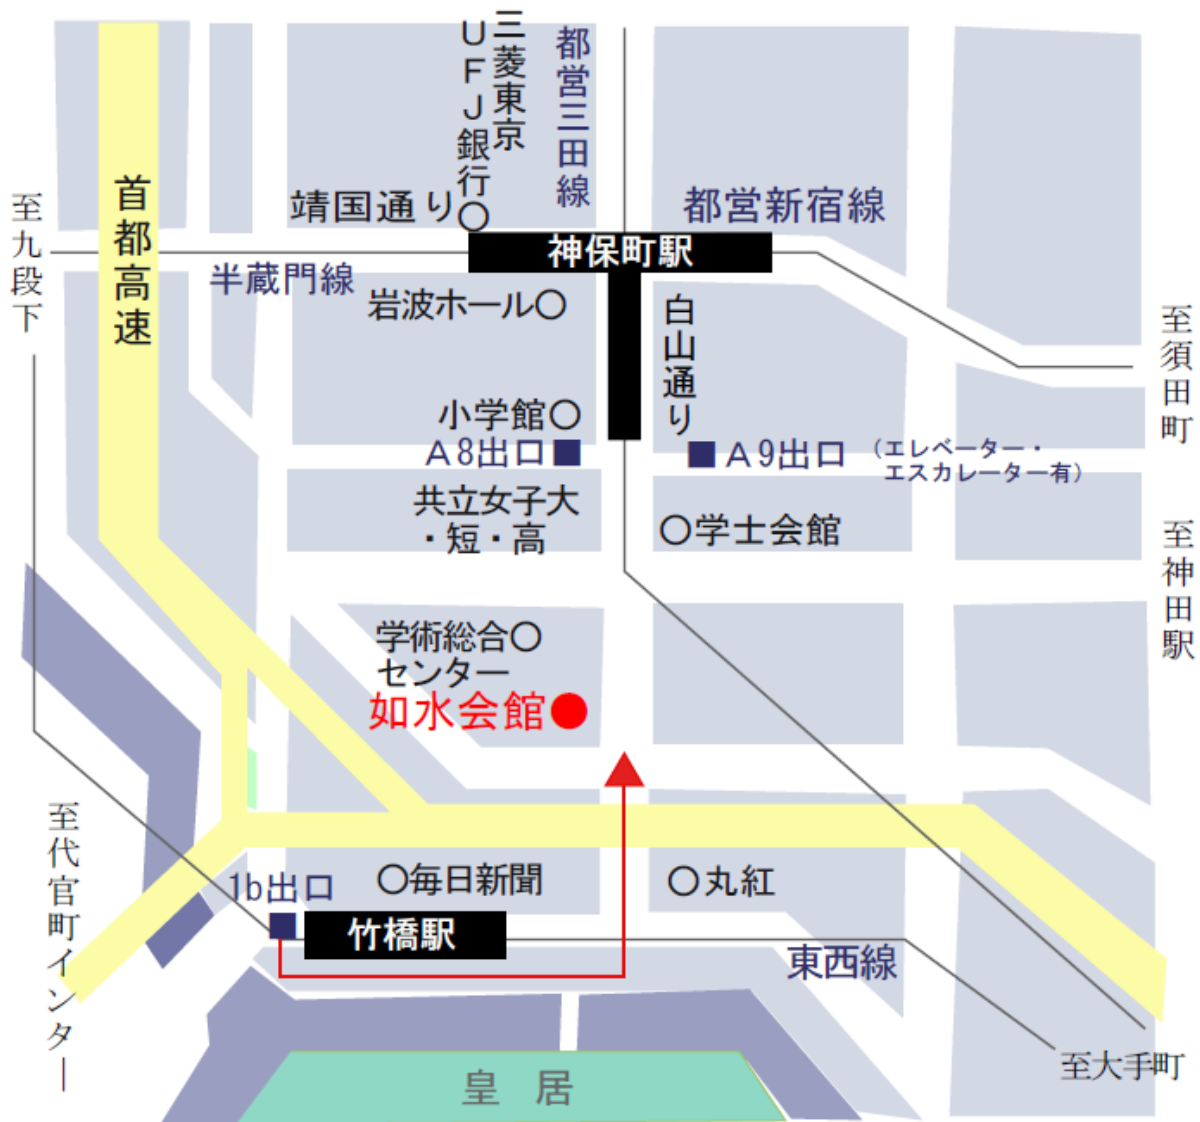 三菱東京
ＵＦＪ銀行
都営三田線
首都高速
至九段下
靖国通り
都営新宿線
神保町駅
半蔵門線
岩波ホール
白山通り
至須田町
小学館
Ａ8出口
Ａ9出口
（エレベーター・
エスカレーター有）
共立女子大
・短・高
学士会館
至神田駅
学術総合
センター
如水会館
至代官町インター
1b出口
毎日新聞
丸紅
竹橋駅
東西線
至大手町
皇居